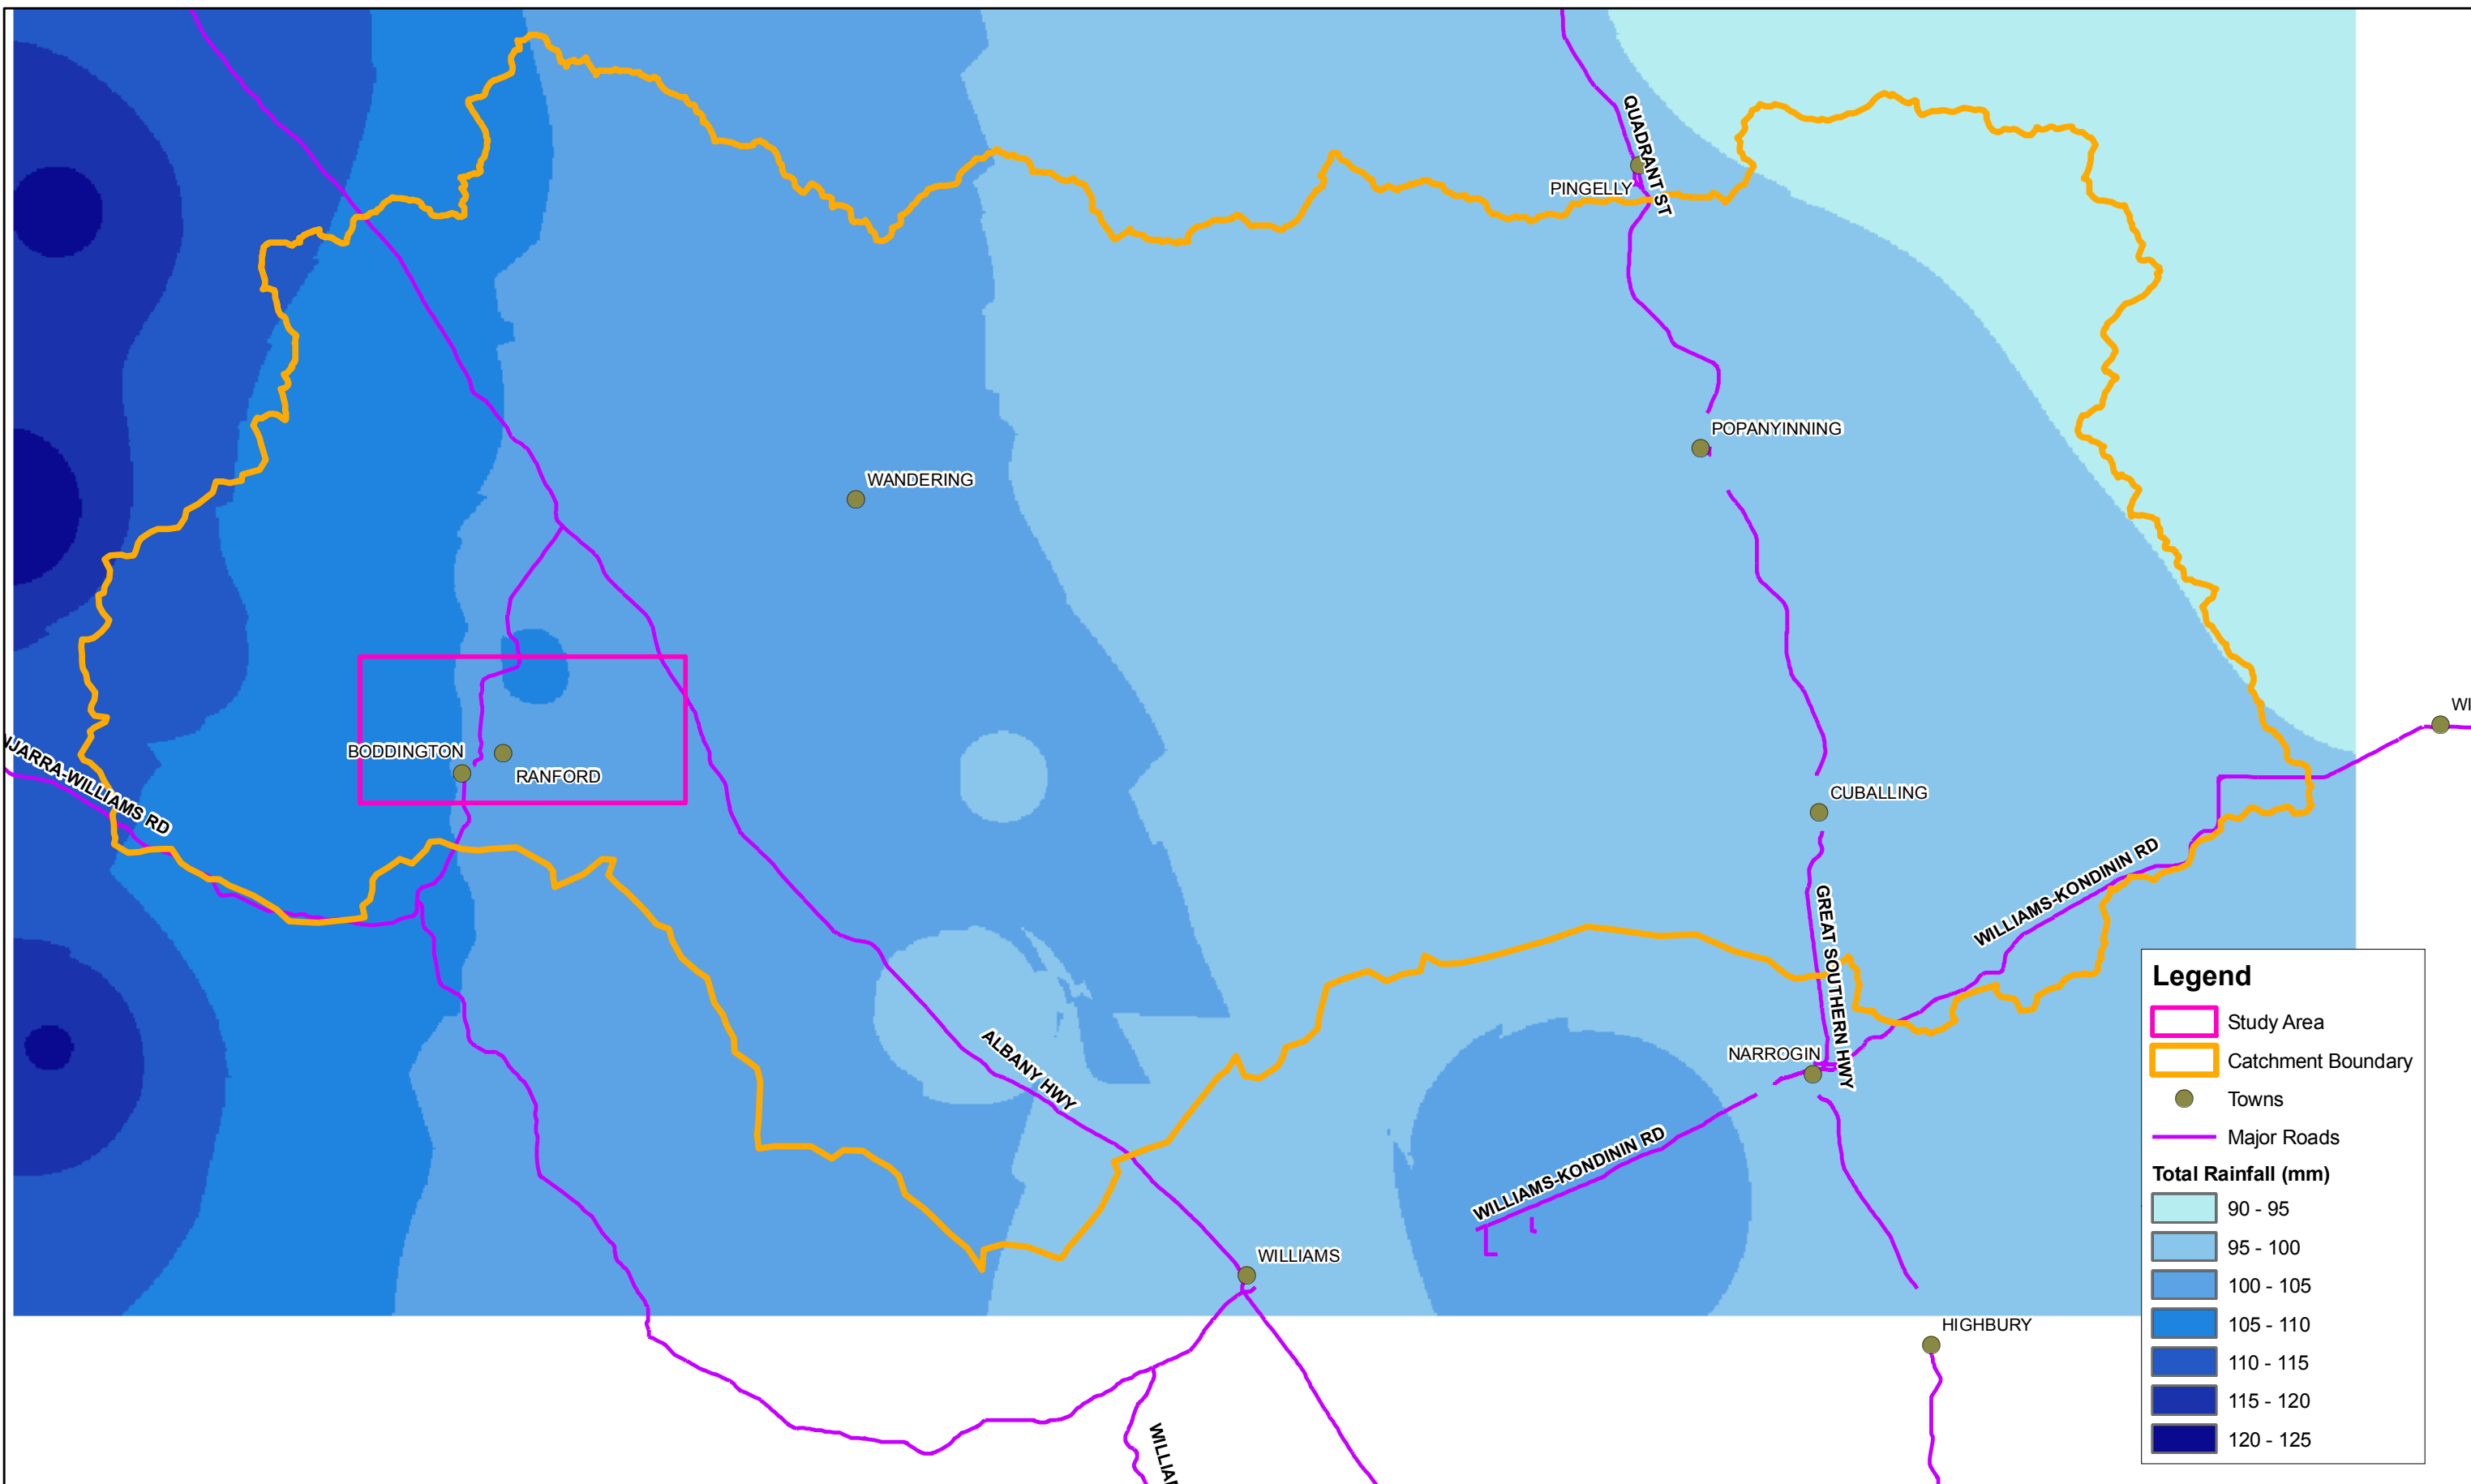 QUADRANT ST
PINGELLY
POPANYINNING
WANDERING
WI
BODDINGTON
RANFORD
NJARRA-WILLIAMS RD
CUBALLING
WILLIAMS-KONDININ RD
GREAT SOUTHERN HWY
ALBANY HWY
NARROGIN
WILLIAMS-KONDININ RD
WILLIAMS
HIGHBURY
WILLIAM
Legend
Study Area
Catchment Boundary
Towns
Major Roads
Total Rainfall (mm)
90 - 95
95 - 100
100 - 105
105 - 110
110 - 115
115 - 120
120 - 125